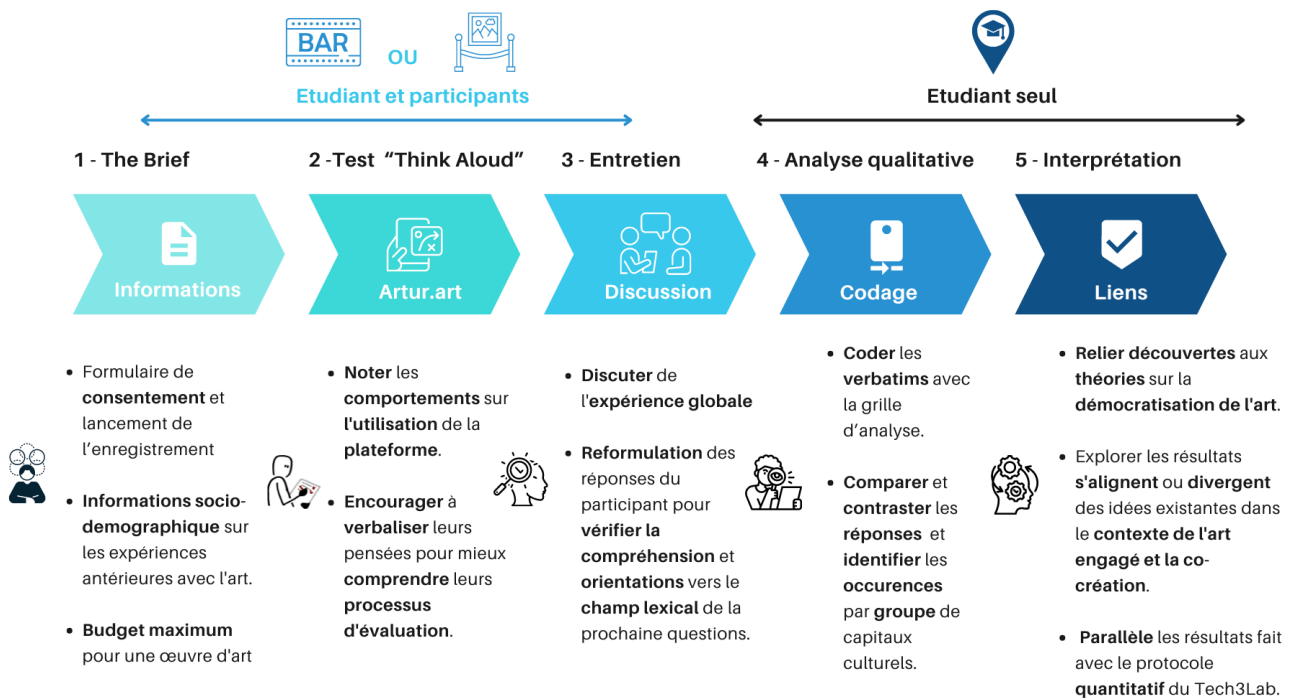 BAR
OU
Etudiant et participants
Etudiant seul
1 - The Brief
2 -Test “Think Aloud”
3 - Entretien
4 - Analyse qualitative
5 - Interprétation
Informations
Artur.art
Discussion
Codage
Liens
• Formulaire de
consentement et
lancement de
l’enregistrement
• Informations socio-
demographique sur
les expériences
antérieures avec l'art.
• Budget maximum
pour une œuvre d'art
• Noter les
comportements sur
l'utilisation de la
plateforme.
• Encourager à
verbaliser leurs
pensées pour mieux
comprendre leurs
processus
d'évaluation.
• Discuter de
l'expérience globale
• Reformulation des
réponses du
participant pour
vérifier la
compréhension et
orientations vers le
champ lexical de la
prochaine questions.
• Coder les
verbatims avec
la grille
d’analyse.
• Comparer et
contraster les
réponses et
identifier les
occurences
par groupe de
capitaux
culturels.
• Relier découvertes aux
théories sur la
démocratisation de l'art.
• Explorer les résultats
s'alignent ou divergent
des idées existantes dans
le contexte de l'art
engagé et la co-
création.
• Parallèle les résultats fait
avec le protocole
quantitatif du Tech3Lab.